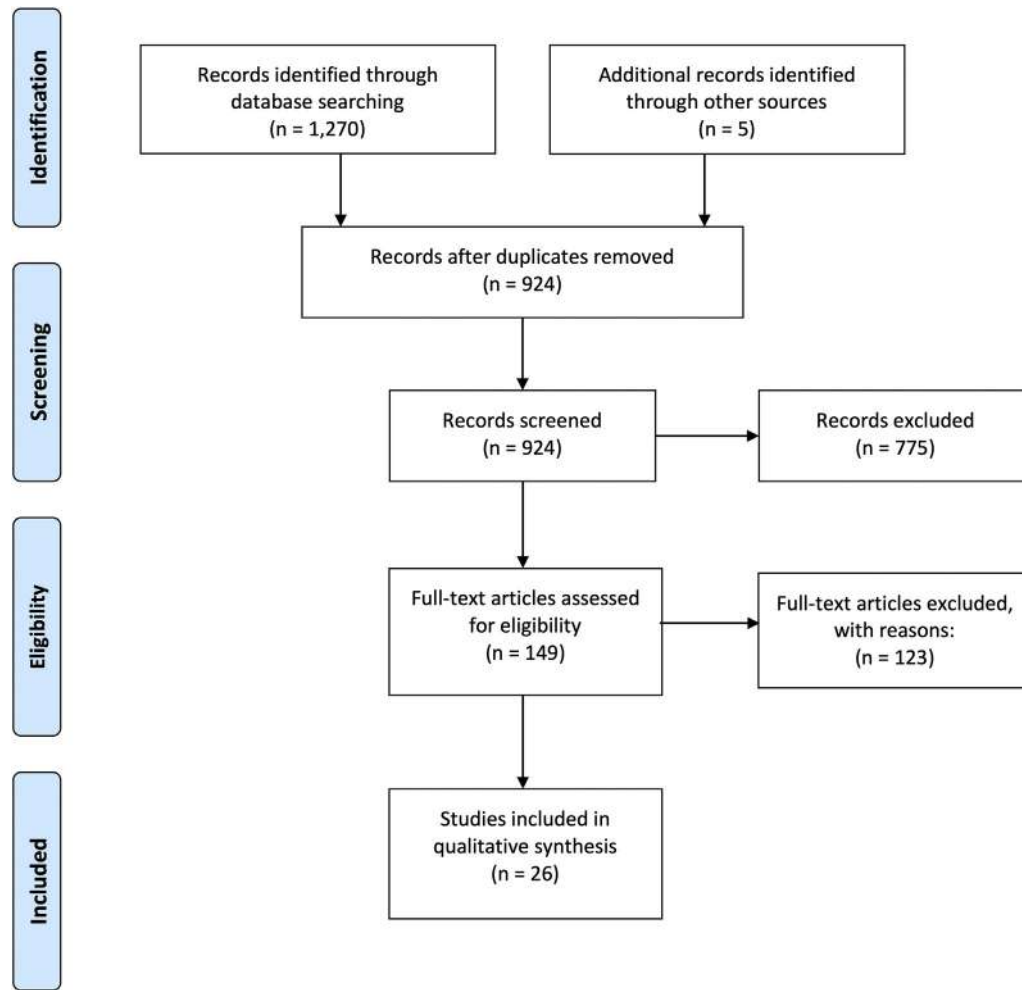 Identification
Records identified through
database searching
(n = 1,270)
Additional records identified
through other sources
(n = 5)
Records after duplicates removed
(n = 924)
Screening
Records screened
(n = 924)
Records excluded
(n = 775)
Eligibility
Full-text articles assessed
for eligibility
(n = 149)
Full-text articles excluded,
with reasons:
(n = 123)
Included
Studies included in
qualitative synthesis
(n = 26)